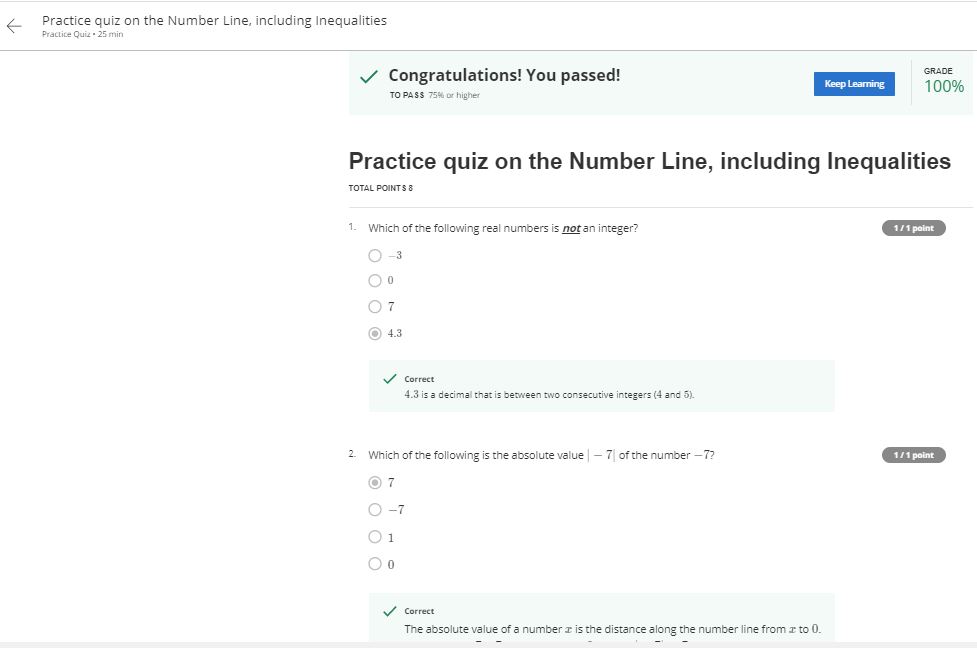 Practice quiz on the Number Line, including Inequalities
Practice Quiz • 25 min
Congratulations! You passed!
TO PASS 75% or higher
Keep Learning
GRADE
100%
Practice quiz on the Number Line, including Inequalities
TOTAL POINTS 8
1. Which of the following real numbers is not an integer?
1 / 1 point
−3
0
7
4.3
Correct
4.3 is a decimal that is between two consecutive integers (4 and 5).
2. Which of the following is the absolute value | − 7| of the number −7?
1 / 1 point
7
−7
1
0
Correct
The absolute value of a number x is the distance along the number line from x to 0.